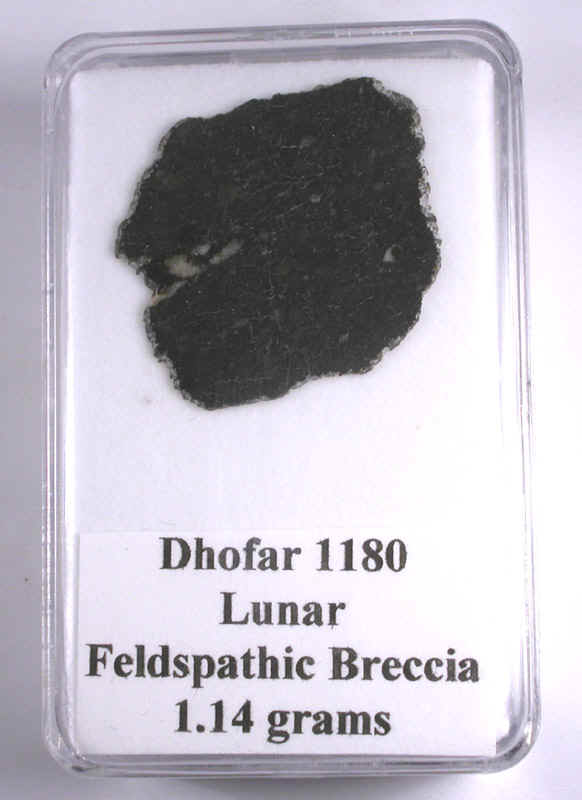 Dhofar 1180
Lunar
Feldspathic Breccia
1.14 grams